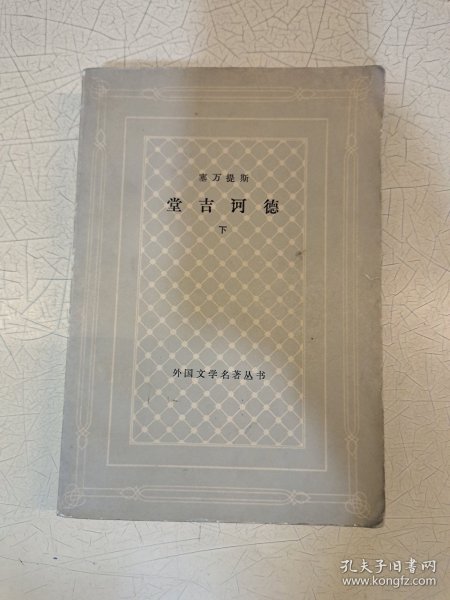 塞万提斯
堂吉诃德
下
外国文学名著丛书
孔夫子旧书网
www.kongfz.com